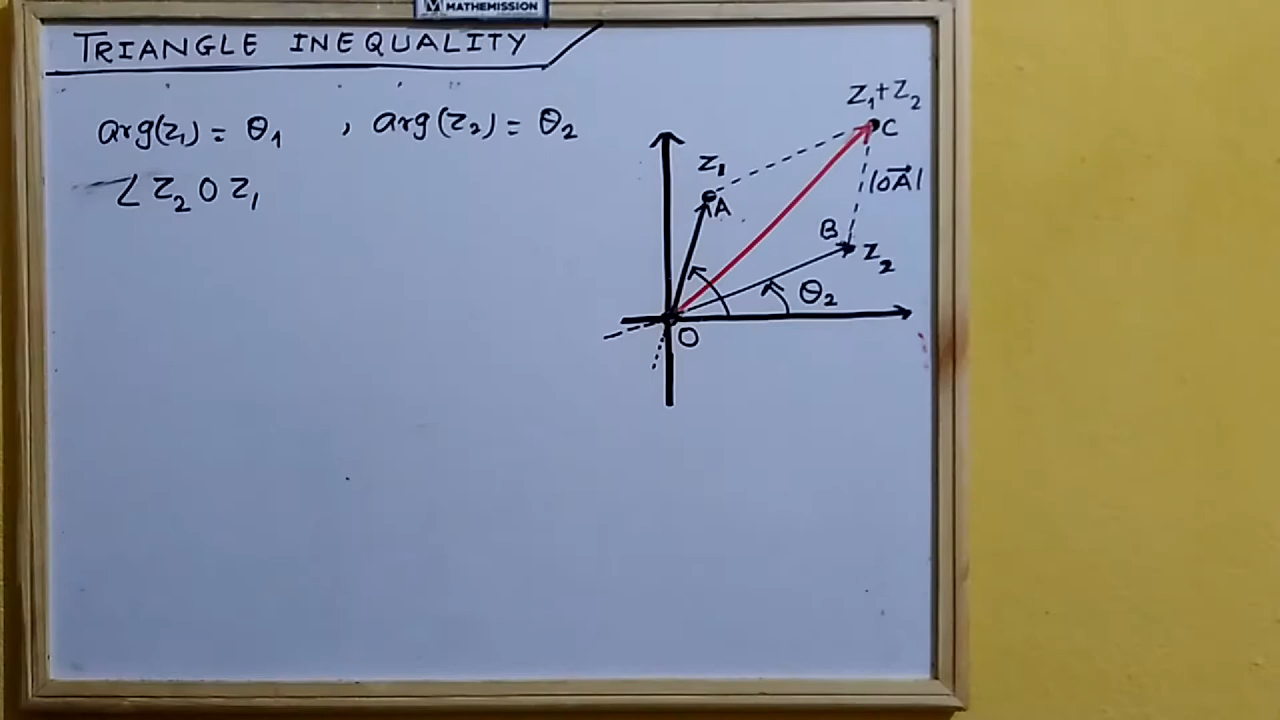 MATHEMISSION
TRIANGLE INEQUALITY
arg(z₁) = θ₁ , arg(z₂) = θ₂
∠ Z₂ O Z₁
Z₁+Z₂
C
Z₁
A
|OA⃗|
B
Z₂
θ₂
O